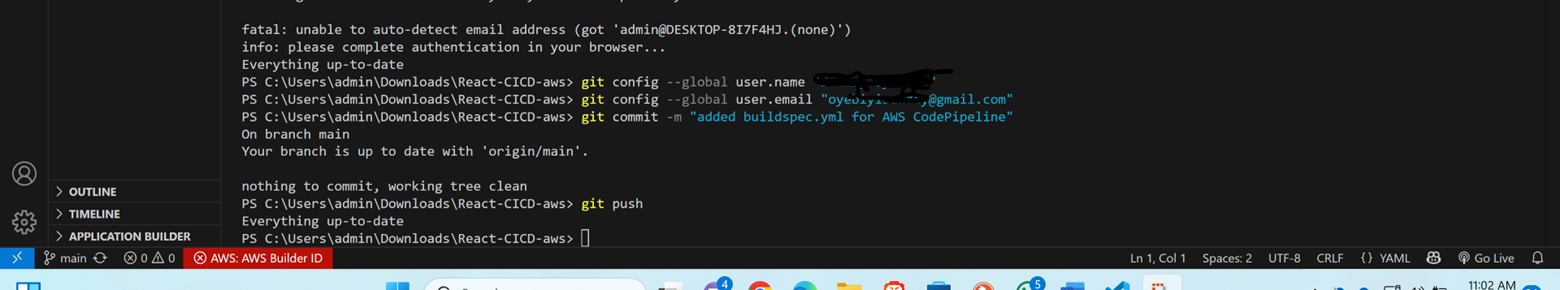 fatal: unable to auto-detect email address (got 'admin@DESKTOP-8I7F4HJ.(none)')
info: please complete authentication in your browser...
Everything up-to-date
PS C:\Users\admin\Downloads\React-CICD-aws> git config --global user.name "
PS C:\Users\admin\Downloads\React-CICD-aws> git config --global user.email @gmail.com"
PS C:\Users\admin\Downloads\React-CICD-aws> git commit -m "added buildspec.yml for AWS CodePipeline"
On branch main
Your branch is up to date with 'origin/main'.
nothing to commit, working tree clean
PS C:\Users\admin\Downloads\React-CICD-aws> git push
Everything up-to-date
PS C:\Users\admin\Downloads\React-CICD-aws>
OUTLINE
TIMELINE
APPLICATION BUILDER
main 0 0 AWS: AWS Builder ID Ln 1, Col 1 Spaces: 2 UTF-8 CRLF {} YAML Go Live
4 5 11:02 AM